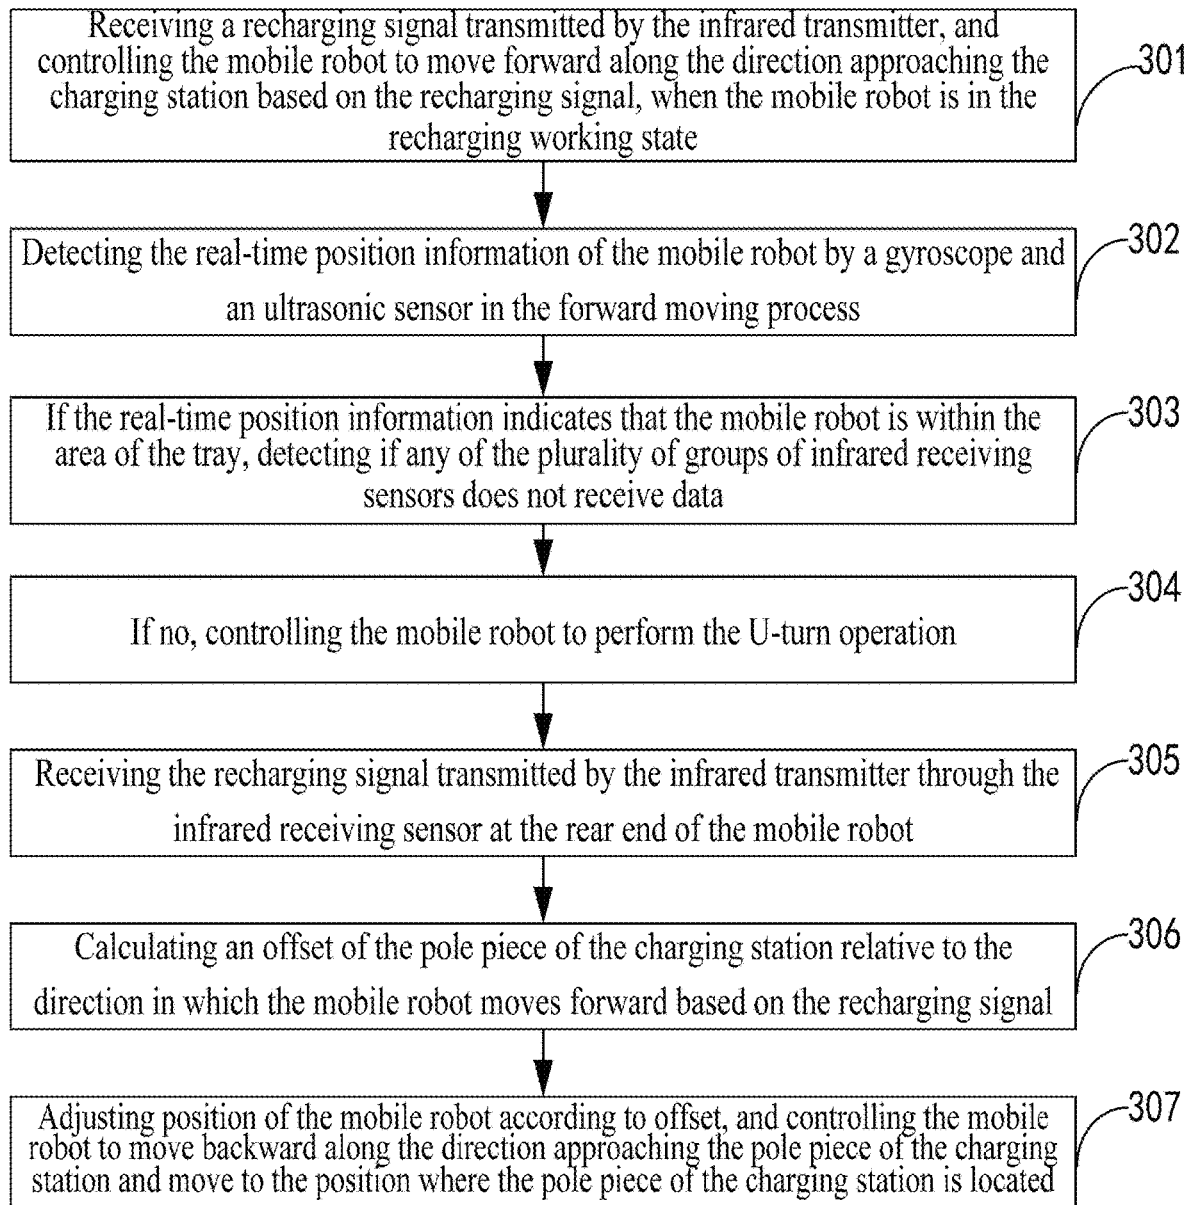 Receiving a recharging signal transmitted by the infrared transmitter, and
controlling the mobile robot to move forward along the direction approaching the
charging station based on the recharging signal, when the mobile robot is in the
recharging working state
301
Detecting the real-time position information of the mobile robot by a gyroscope and
an ultrasonic sensor in the forward moving process
302
If the real-time position information indicates that the mobile robot is within the
area of the tray, detecting if any of the plurality of groups of infrared receiving
sensors does not receive data
303
If no, controlling the mobile robot to perform the U-turn operation
304
Receiving the recharging signal transmitted by the infrared transmitter through the
infrared receiving sensor at the rear end of the mobile robot
305
Calculating an offset of the pole piece of the charging station relative to the
direction in which the mobile robot moves forward based on the recharging signal
306
Adjusting position of the mobile robot according to offset, and controlling the mobile
robot to move backward along the direction approaching the pole piece of the charging
station and move to the position where the pole piece of the charging station is located
307